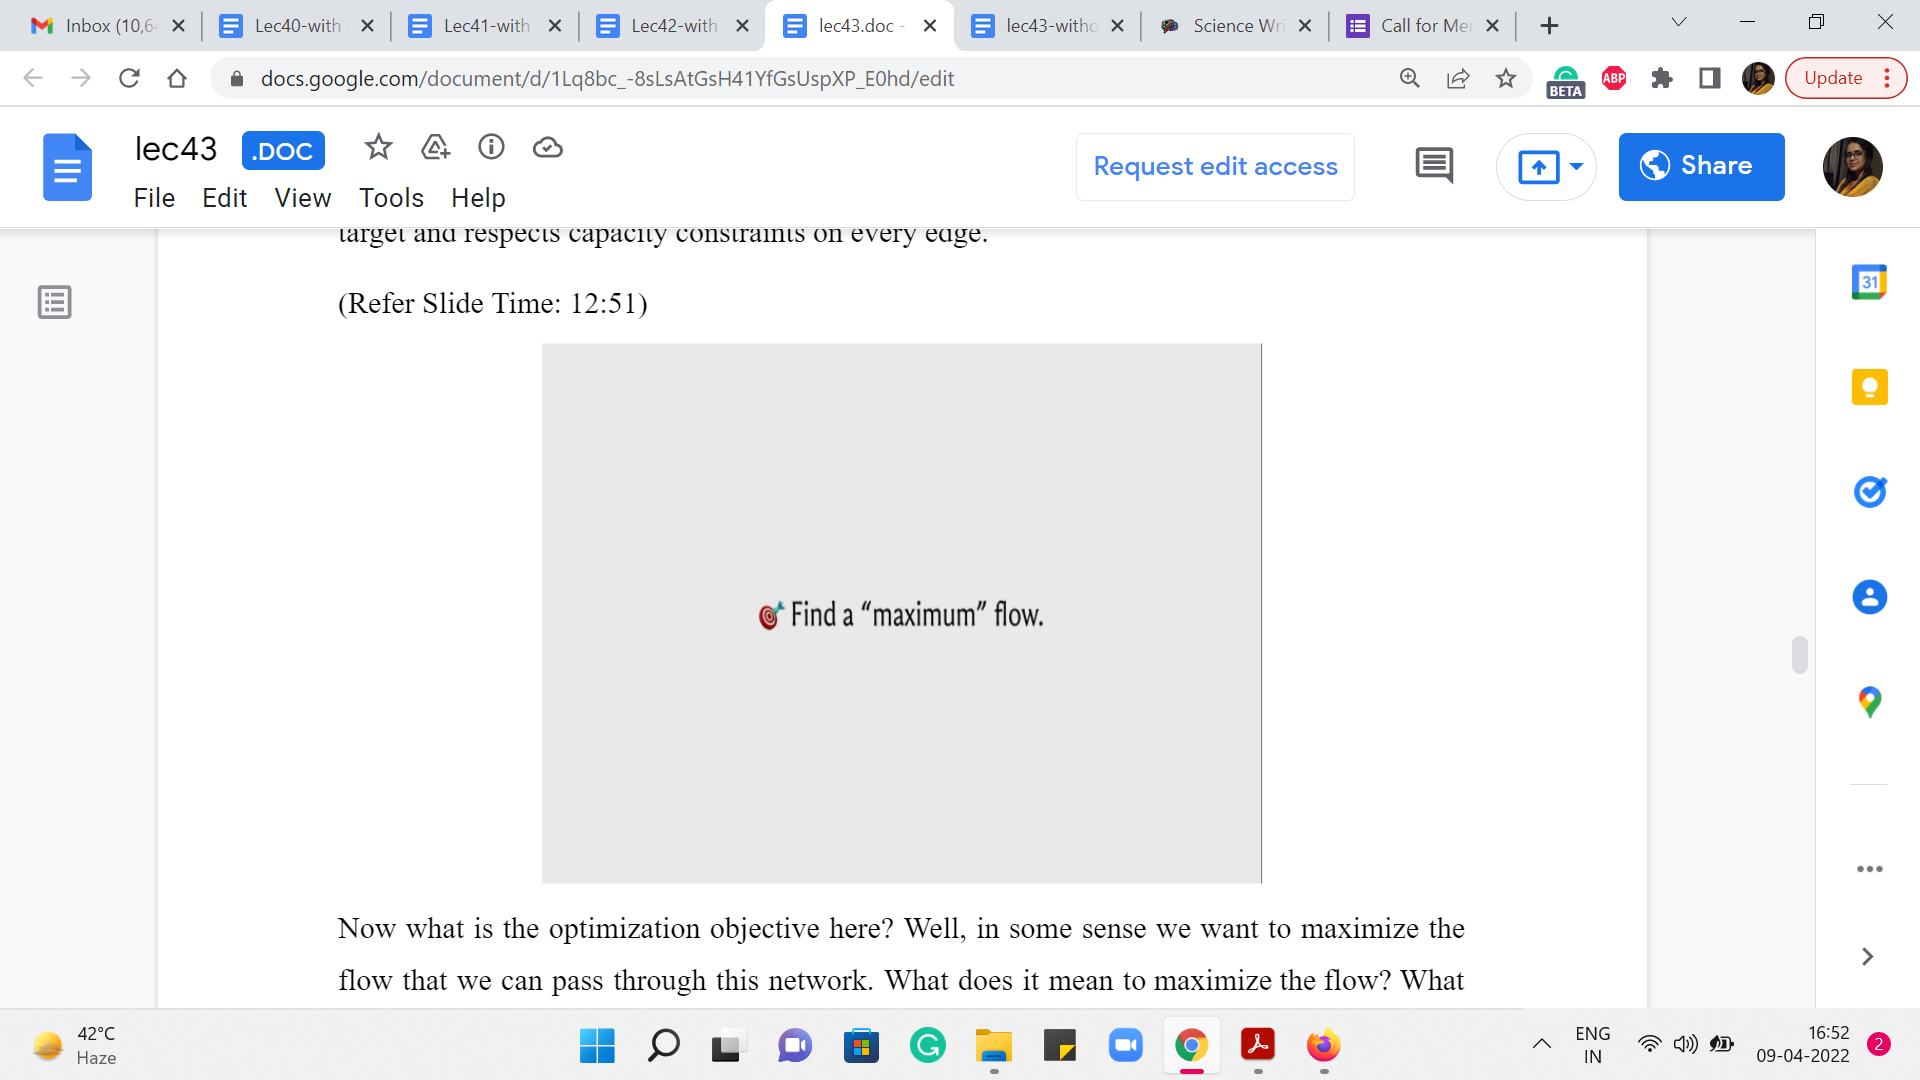 Inbox (10,6
Lec40-with
Lec41-with
Lec42-with
lec43.doc -
lec43-witho
Science Wri
Call for Me
docs.google.com/document/d/1Lq8bc_-8sLsAtGsH41YfGsUspXP_E0hd/edit
BETA
ABP
Update
lec43
.DOC
Request edit access
Share
File Edit View Tools Help
target and respects capacity constraints on every edge.
31
(Refer Slide Time: 12:51)
Find a “maximum” flow.
Now what is the optimization objective here? Well, in some sense we want to maximize the
flow that we can pass through this network. What does it mean to maximize the flow? What
42°C
Haze
ENG
IN
16:52
09-04-2022
2